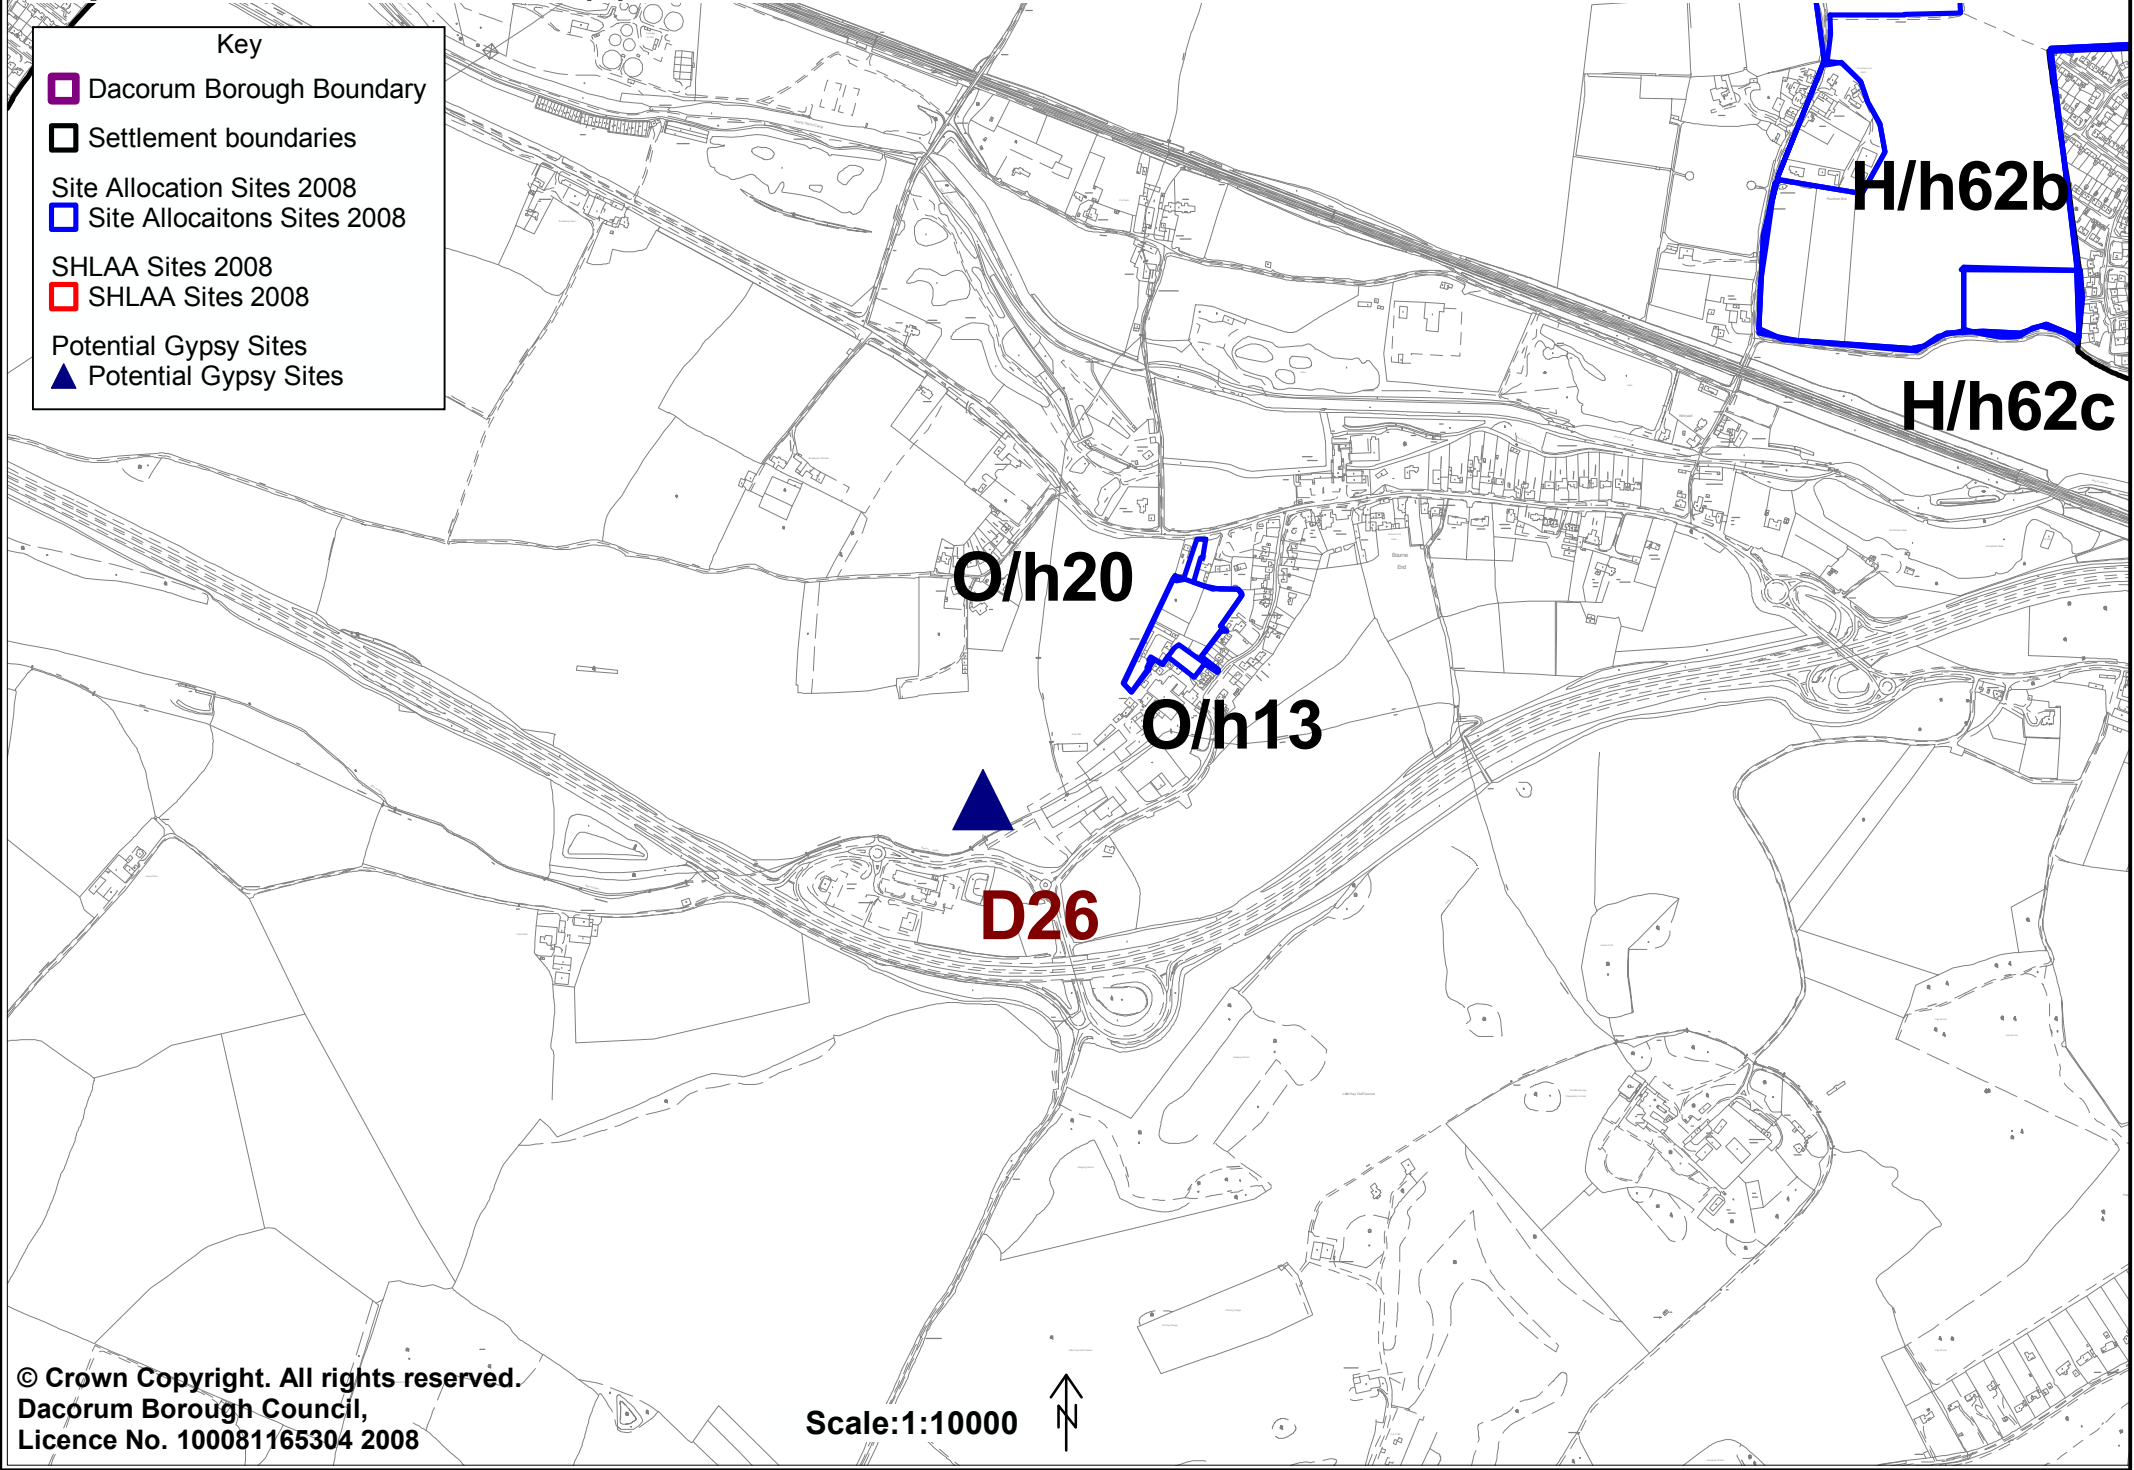 Key
Dacorum Borough Boundary
Settlement boundaries
Site Allocation Sites 2008
Site Allocaitons Sites 2008
SHLAA Sites 2008
SHLAA Sites 2008
Potential Gypsy Sites
Potential Gypsy Sites
H/h62b
H/h62c
Bourne
End
O/h20
O/h13
D26
© Crown Copyright. All rights reserved.
Dacorum Borough Council,
Licence No. 100081165304 2008
Scale:1:10000
N